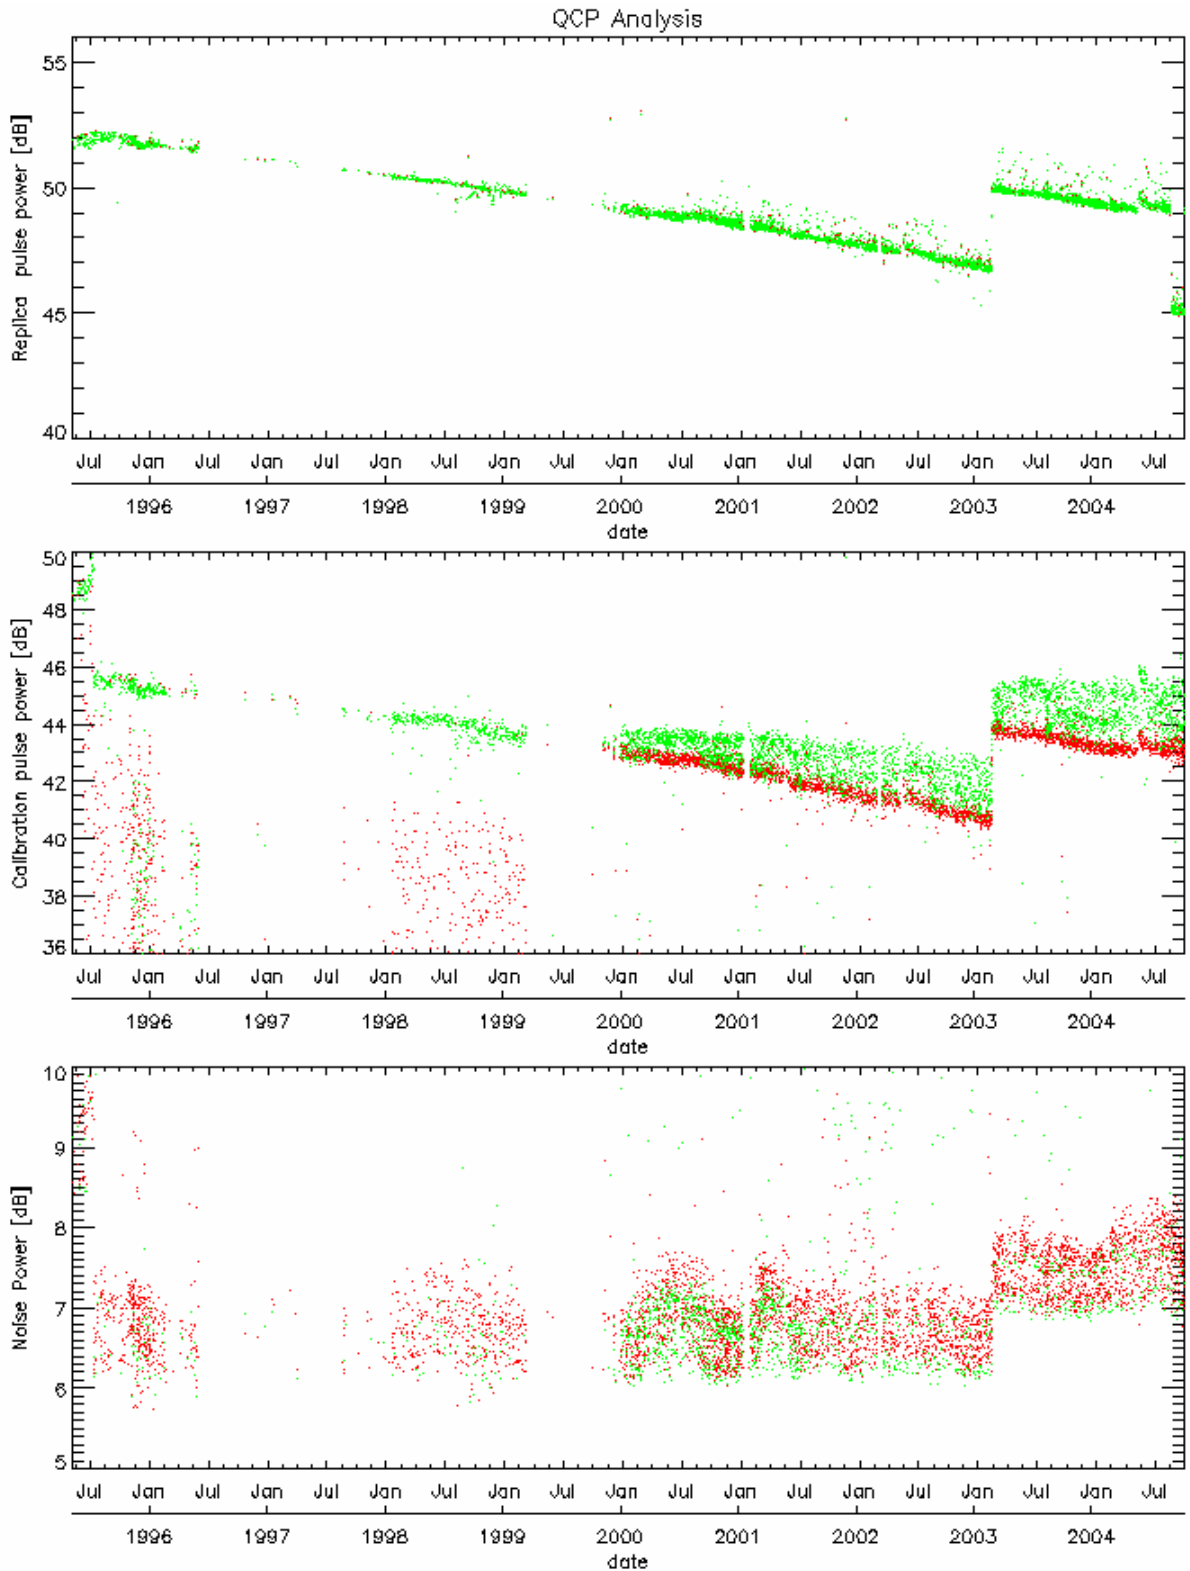 QCP Analysis
Replica pulse power [dB]
55
50
45
40
Jul Jan Jul Jan Jul Jan Jul Jan Jul Jan Jul Jan Jul Jan Jul Jan Jul Jan Jul
1996 1997 1998 1999 2000 2001 2002 2003 2004
date
Calibration pulse power [dB]
50
48
46
44
42
40
38
36
Jul Jan Jul Jan Jul Jan Jul Jan Jul Jan Jul Jan Jul Jan Jul Jan Jul Jan Jul
1996 1997 1998 1999 2000 2001 2002 2003 2004
date
Noise Power [dB]
10
9
8
7
6
5
Jul Jan Jul Jan Jul Jan Jul Jan Jul Jan Jul Jan Jul Jan Jul Jan Jul Jan Jul
1996 1997 1998 1999 2000 2001 2002 2003 2004
date